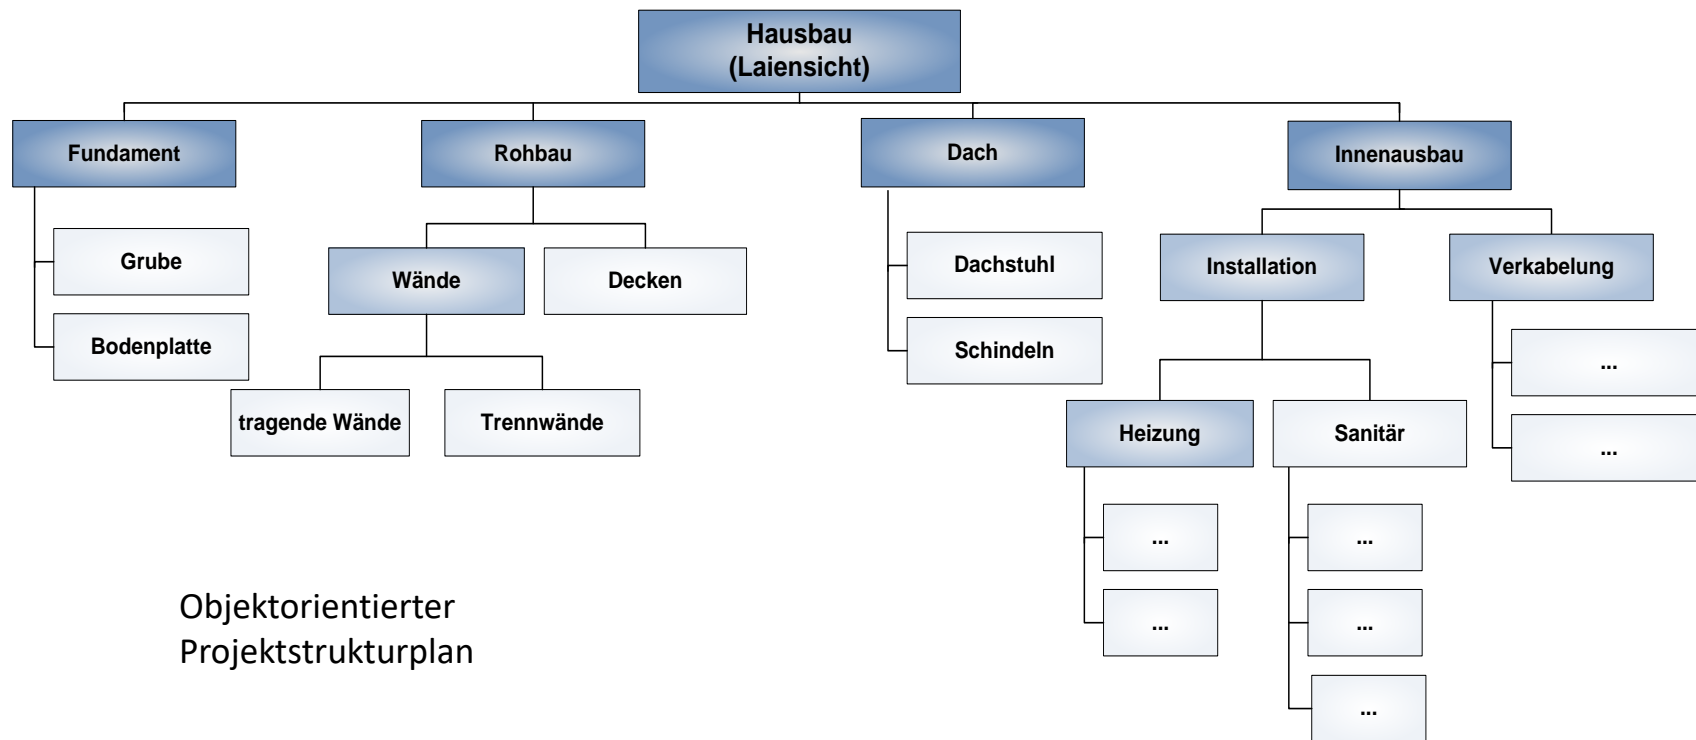 Hausbau
(Laiensicht)
Fundament
Rohbau
Dach
Innenausbau
Grube
Bodenplatte
Wände
Decken
tragende Wände
Trennwände
Dachstuhl
Schindeln
Installation
Verkabelung
...
...
Heizung
Sanitär
...
...
...
...
...
Objektorientierter
Projektstrukturplan